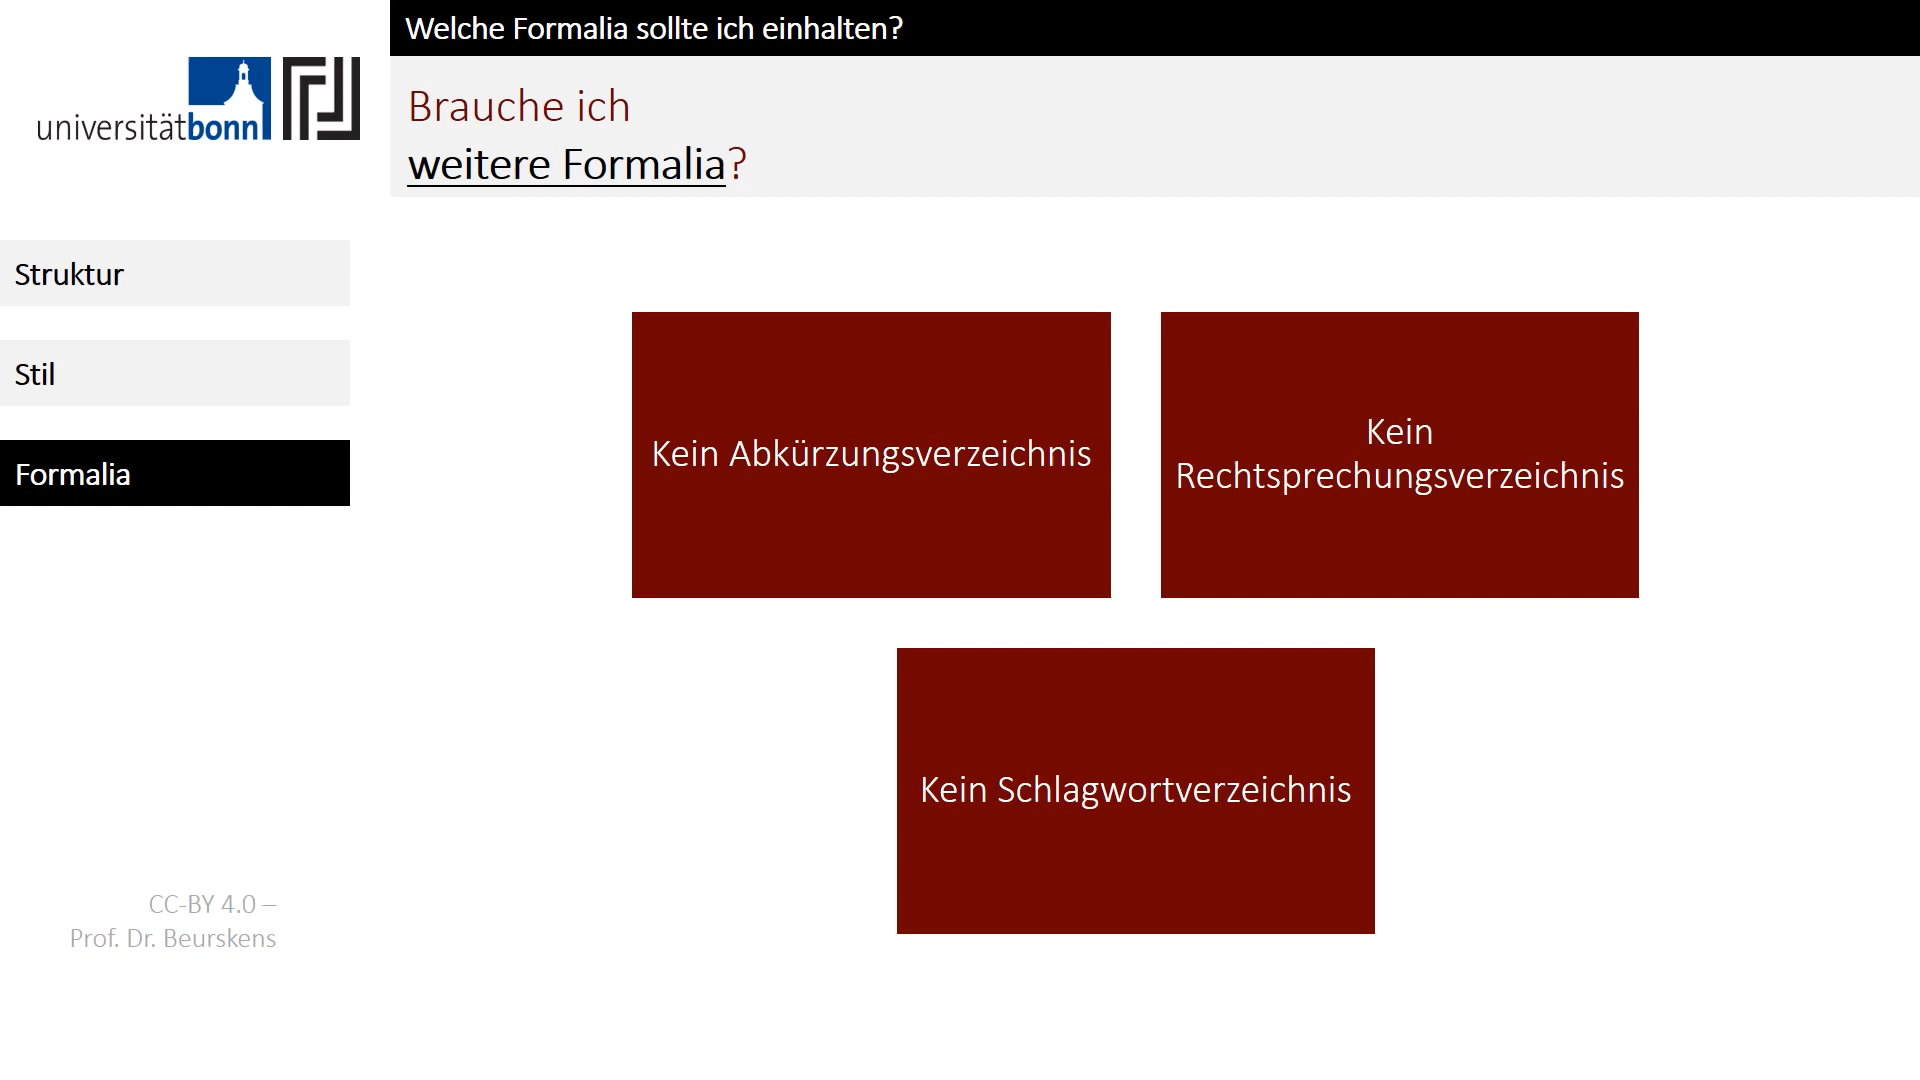 Welche Formalia sollte ich einhalten?
universitätbonn
Brauche ich
weitere Formalia?
Struktur
Stil
Formalia
Kein Abkürzungsverzeichnis
Kein
Rechtsprechungsverzeichnis
Kein Schlagwortverzeichnis
CC-BY 4.0 –
Prof. Dr. Beurskens